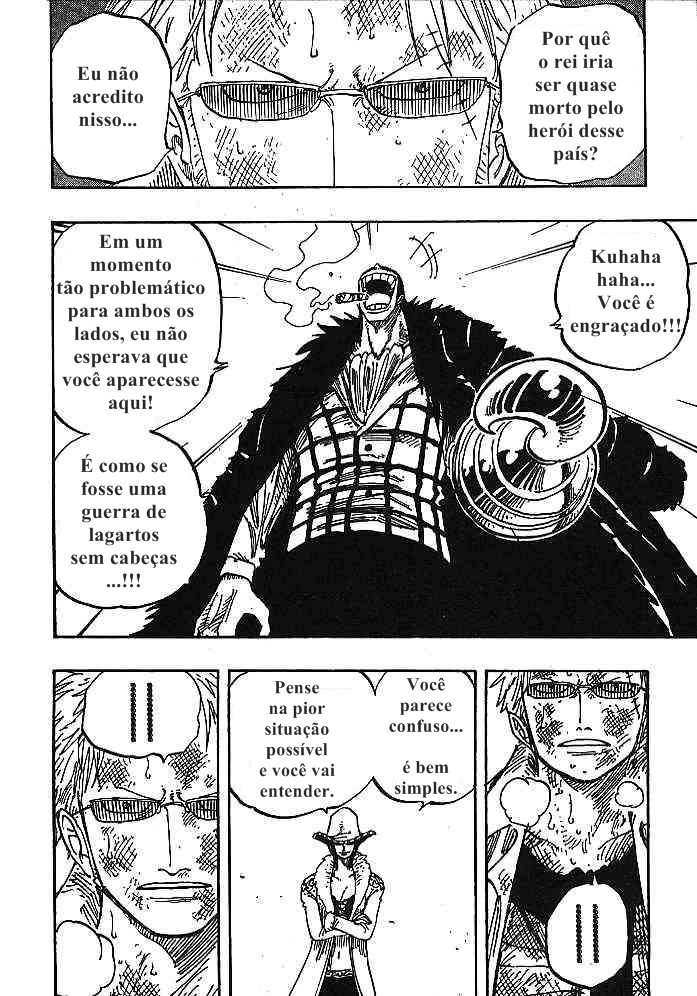 Por quê
o rei iria
ser quase
morto pelo
herói desse
país?
Eu não
acredito
nisso...
Kuhaha
haha...
Você é
engraçado!!!
Em um
momento
tão problemático
para ambos os
lados, eu não
esperava que
você aparecesse
aqui!
É como se
fosse uma
guerra de
lagartos
sem cabeças
...!!!
Você
parece
confuso...
é bem
simples.
Pense
na pior
situação
possível
e você vai
entender.